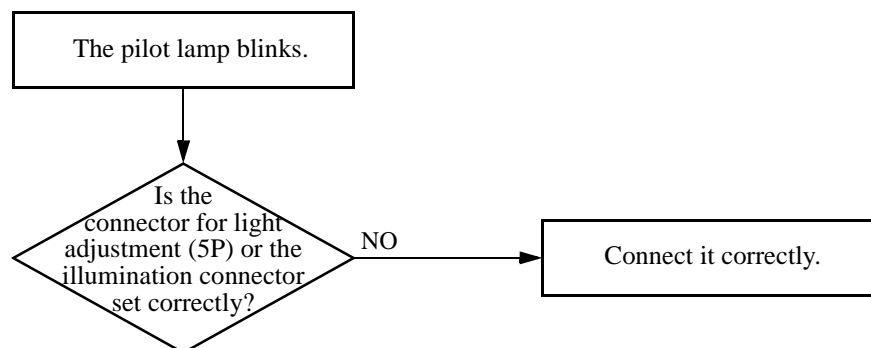 The pilot lamp blinks.
Is the
connector for light
adjustment (5P) or the
illumination connector
set correctly?
NO
Connect it correctly.